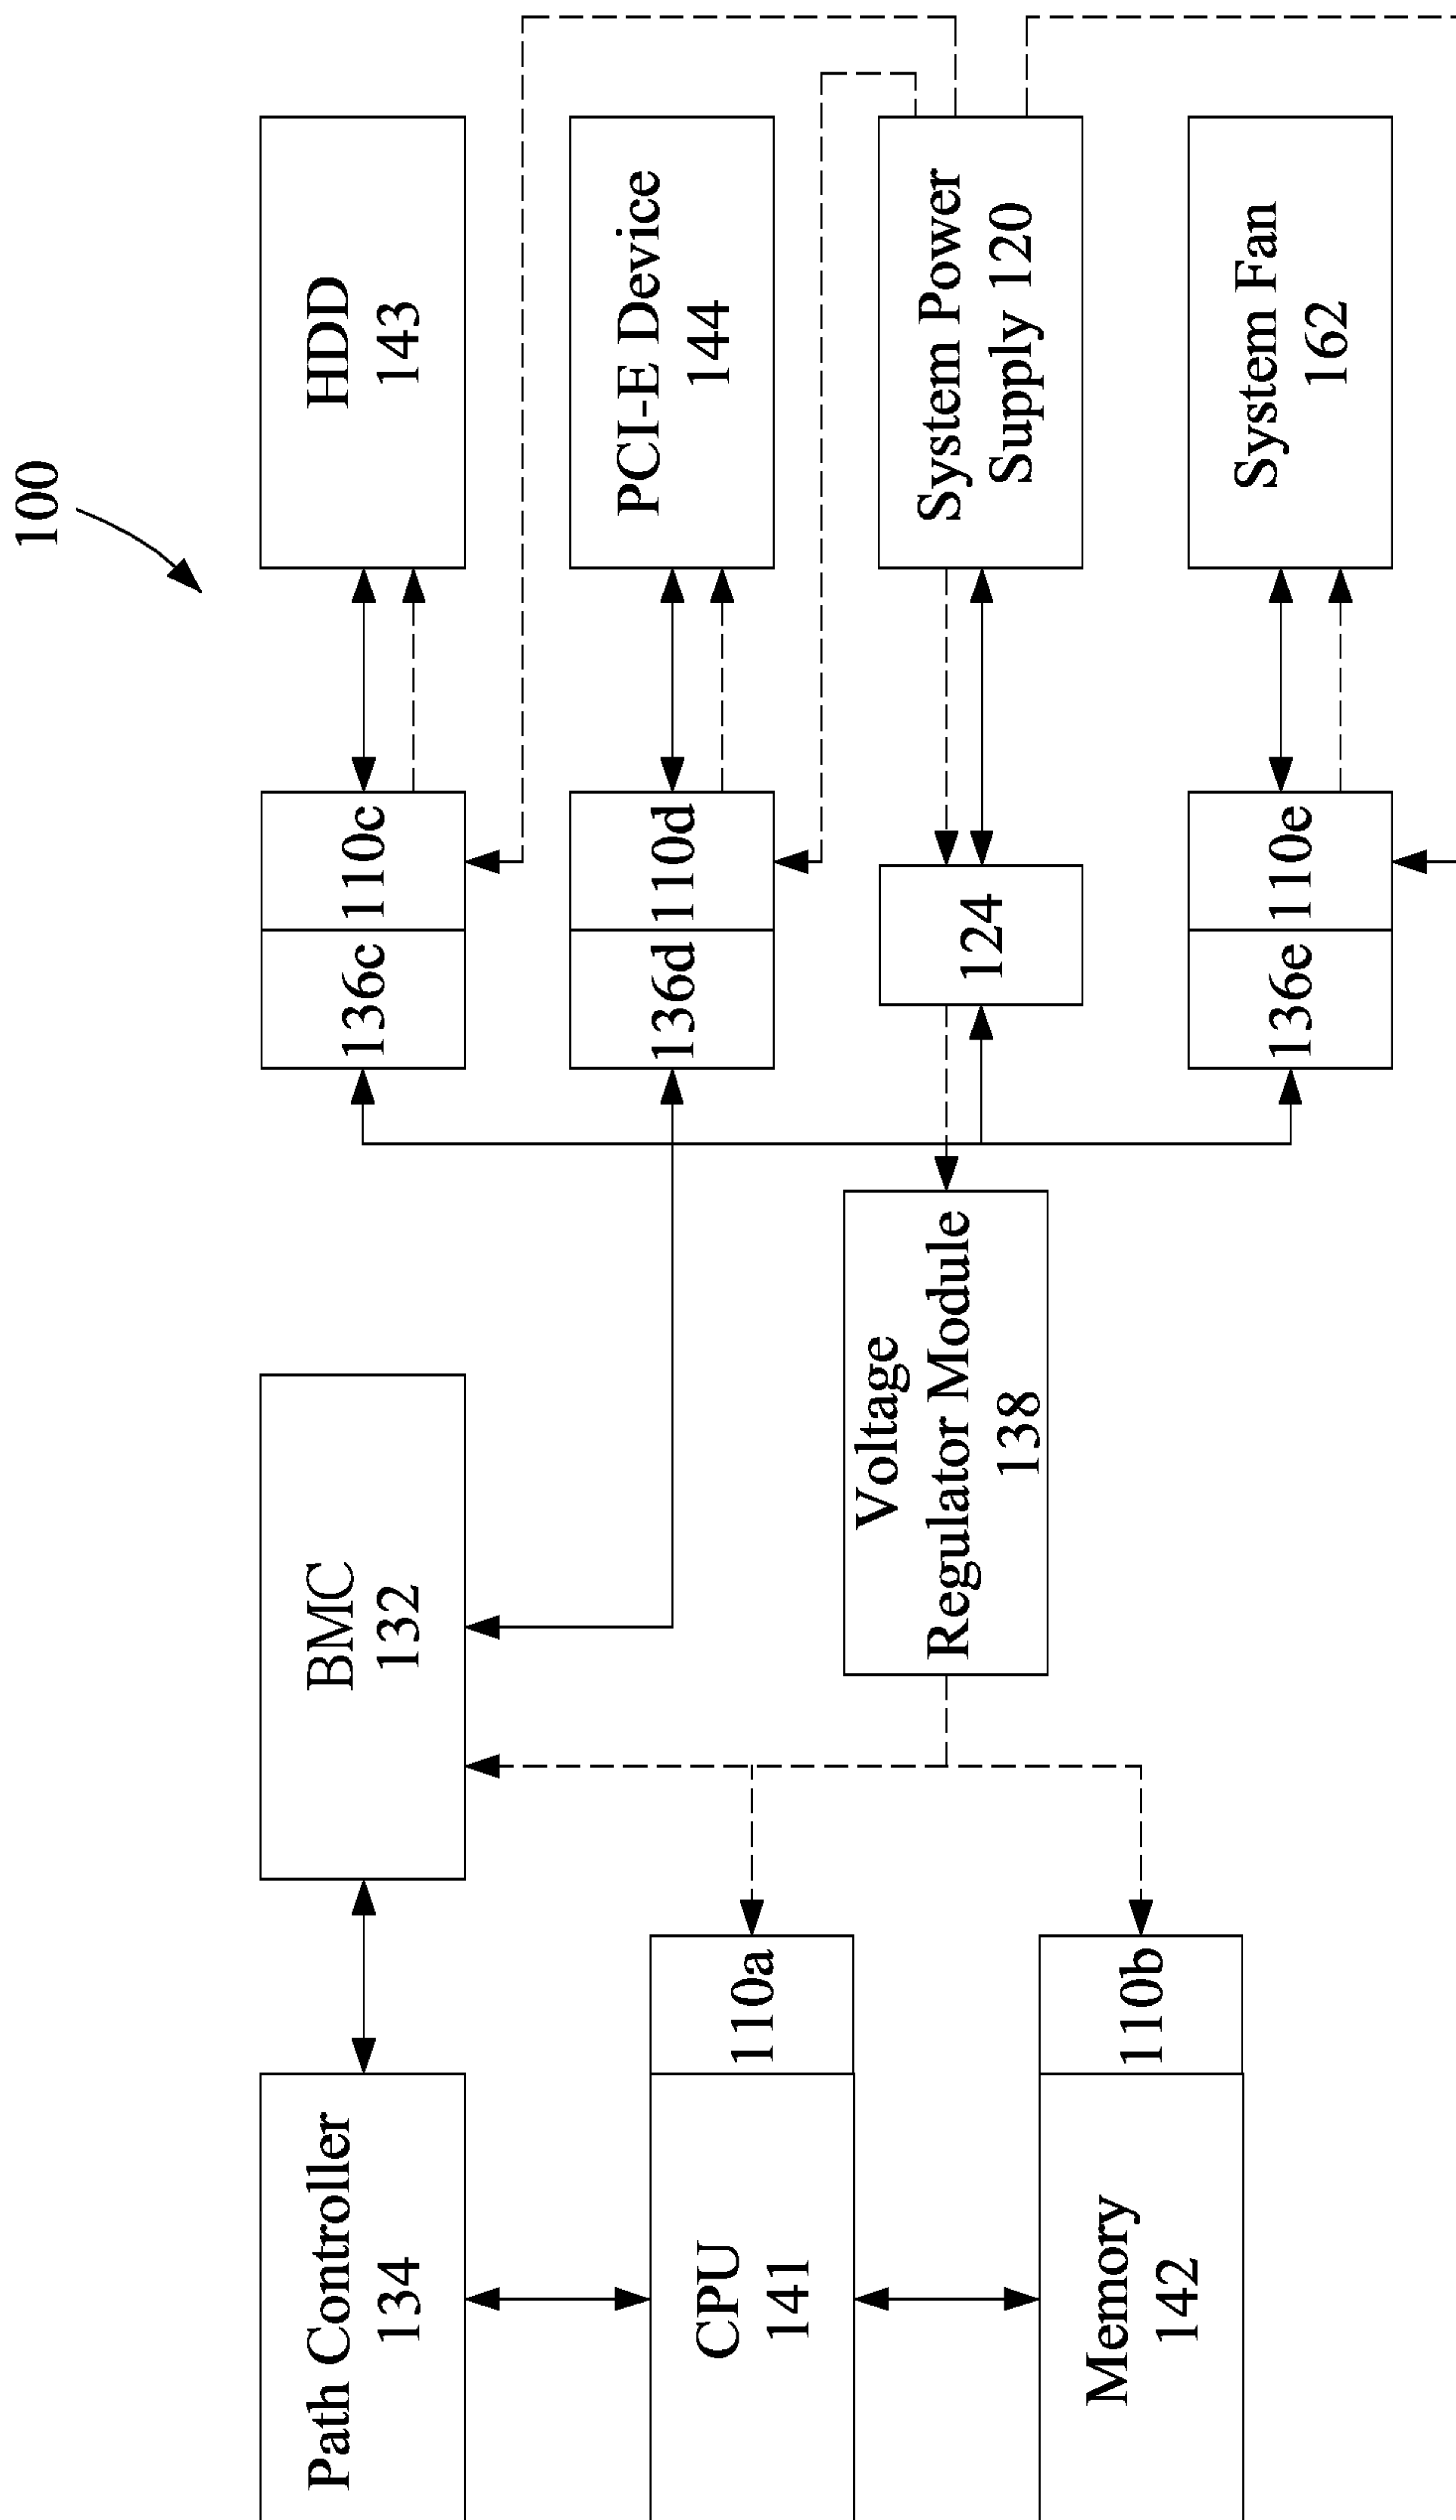 100
Path Controller
134
BMC
132
136c
110c
HDD
143
136d
110d
PCI-E Device
144
CPU
141
110a
Voltage
Regulator Module
138
124
System Power
Supply 120
Memory
142
110b
136e
110e
System Fan
162